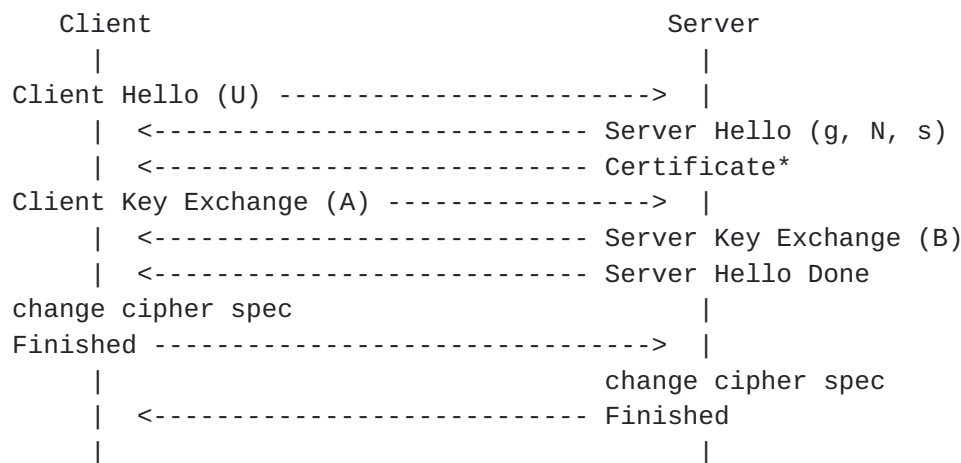 Client Server
| |
Client Hello (U) ------------------------> |
| <----------------------------- Server Hello (g, N, s)
| <----------------------------- Certificate*
Client Key Exchange (A) -----------------> |
| <----------------------------- Server Key Exchange (B)
| <----------------------------- Server Hello Done
change cipher spec |
Finished --------------------------------> |
| change cipher spec
| <----------------------------- Finished
| |